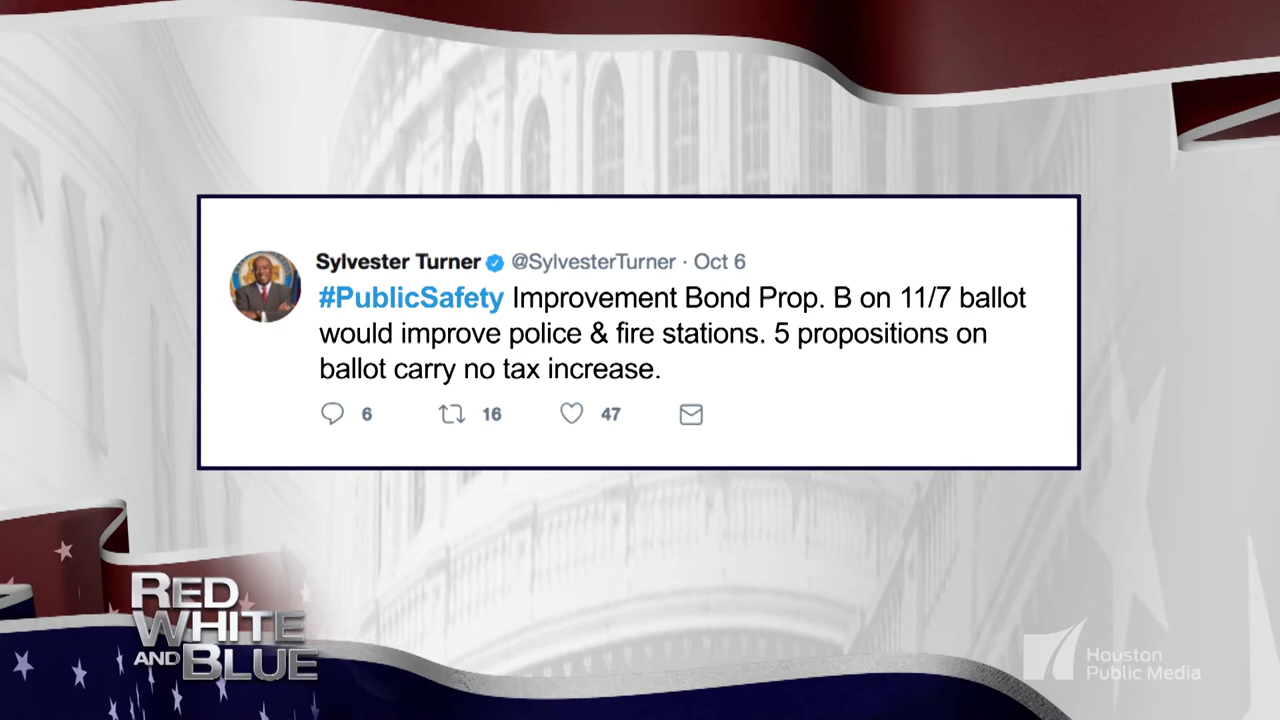 Sylvester Turner @SylvesterTurner · Oct 6
#PublicSafety Improvement Bond Prop. B on 11/7 ballot
would improve police & fire stations. 5 propositions on
ballot carry no tax increase.
6 16 47
RED
WHITE
AND BLUE
Houston
Public Media